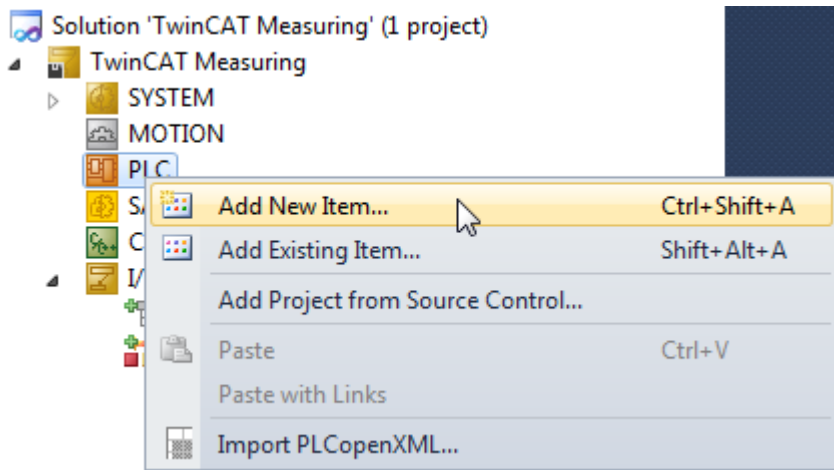 Solution 'TwinCAT Measuring' (1 project)
TwinCAT Measuring
SYSTEM
MOTION
PLC
Add New Item... Ctrl+Shift+A
Add Existing Item... Shift+Alt+A
I/
Add Project from Source Control...
Paste Ctrl+V
Paste with Links
Import PLCopenXML...